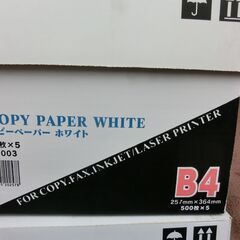 OPY PAPER WHITE
ピーペーパー ホワイト
枚×5
003
FOR COPY.FAX.INKJET/LASER PRINTER
B4
257mm×364mm
500枚×5